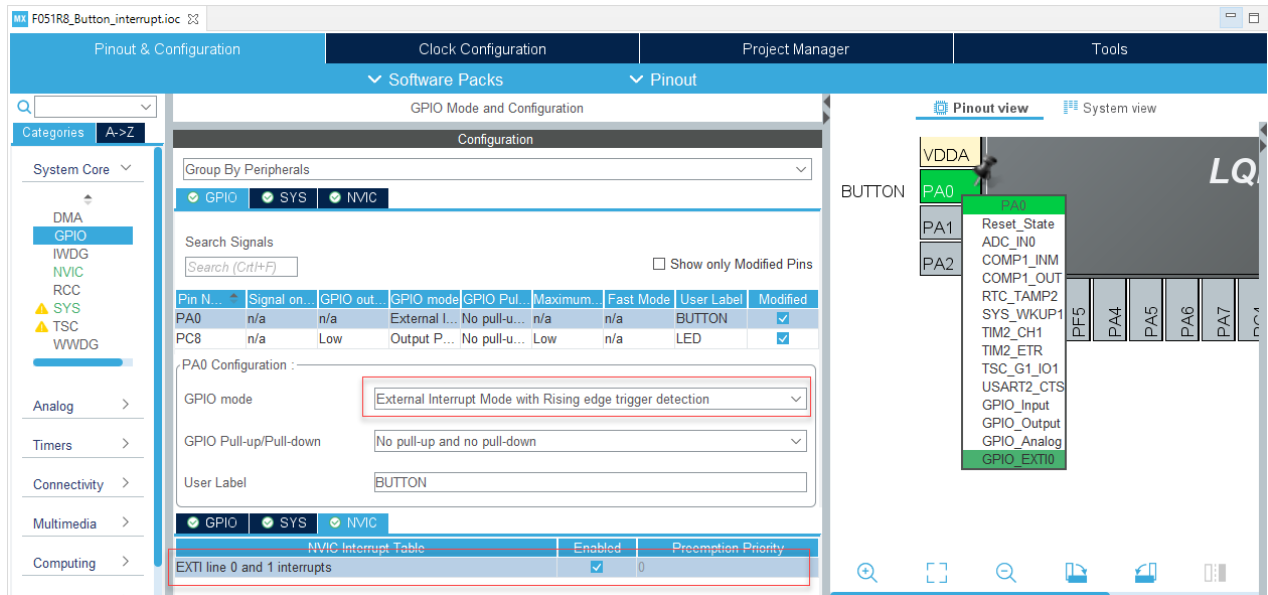 MX F051R8_Button_interrupt.ioc
Pinout & Configuration
Clock Configuration
Project Manager
Tools
Software Packs
Pinout
GPIO Mode and Configuration
Pinout view
System view
Categories
A->Z
System Core
DMA
GPIO
IWDG
NVIC
RCC
SYS
TSC
WWDG
Analog
Timers
Connectivity
Multimedia
Computing
Configuration
Group By Peripherals
GPIO
SYS
NVIC
Search Signals
Search (Crtl+F)
Show only Modified Pins
Pin N... Signal on... GPIO out... GPIO mode GPIO Pul... Maximum... Fast Mode User Label Modified
PA0 n/a n/a External I... No pull-u... n/a n/a BUTTON
PC8 n/a Low Output P... No pull-u... Low n/a LED
PA0 Configuration :
GPIO mode External Interrupt Mode with Rising edge trigger detection
GPIO Pull-up/Pull-down No pull-up and no pull-down
User Label BUTTON
GPIO
SYS
NVIC
NVIC Interrupt Table Enabled Preemption Priority
EXTI line 0 and 1 interrupts 0
VDDA
BUTTON PA0
PA1
PA2
LQ
PA0
Reset_State
ADC_IN0
COMP1_INM
COMP1_OUT
RTC_TAMP2
SYS_WKUP1
TIM2_CH1
TIM2_ETR
TSC_G1_IO1
USART2_CTS
GPIO_Input
GPIO_Output
GPIO_Analog
GPIO_EXTI0
PF5
PA4
PA5
PA6
PA7